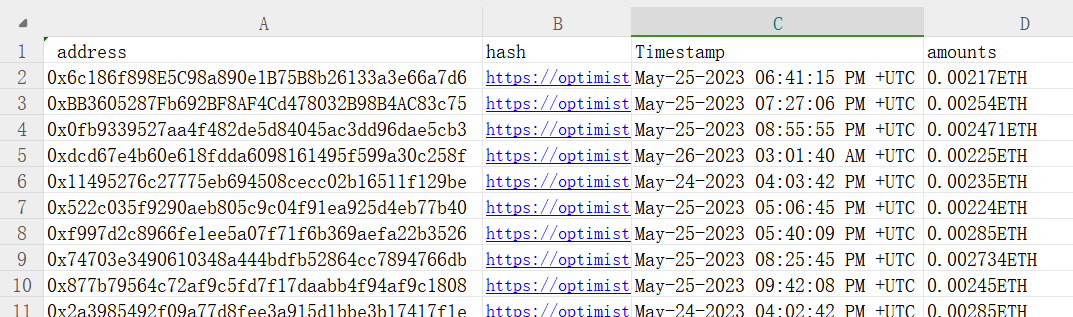 A B C D
1 address hash Timestamp amounts
2 0x6c186f898E5C98a890e1B75B8b26133a3e66a7d6 https://optimist May-25-2023 06:41:15 PM +UTC 0.00217ETH
3 0xBB3605287Fb692BF8AF4Cd478032B98B4AC83c75 https://optimist May-25-2023 07:27:06 PM +UTC 0.00254ETH
4 0x0fb9339527aa4f482de5d84045ac3dd96dae5cb3 https://optimist May-25-2023 08:55:55 PM +UTC 0.002471ETH
5 0xdcd67e4b60e618fdda6098161495f599a30c258f https://optimist May-26-2023 03:01:40 AM +UTC 0.00225ETH
6 0x11495276c27775eb694508cecc02b16511f129be https://optimist May-24-2023 04:03:42 PM +UTC 0.00235ETH
7 0x522c035f9290aeb805c9c04f91ea925d4eb77b40 https://optimist May-25-2023 05:06:45 PM +UTC 0.00224ETH
8 0xf997d2c8966fe1ee5a07f71f6b369aefa22b3526 https://optimist May-25-2023 05:40:09 PM +UTC 0.00285ETH
9 0x74703e3490610348a444bdfb52864cc7894766db https://optimist May-25-2023 08:25:45 PM +UTC 0.002734ETH
10 0x877b79564c72af9c5fd7f17daabb4f94af9c1808 https://optimist May-25-2023 09:42:08 PM +UTC 0.00245ETH
11 0x2a3985492f09a77d8fee3a915d1bbe3b17417f1e https://optimist May-24-2023 04:02:42 PM +UTC 0.00285ETH